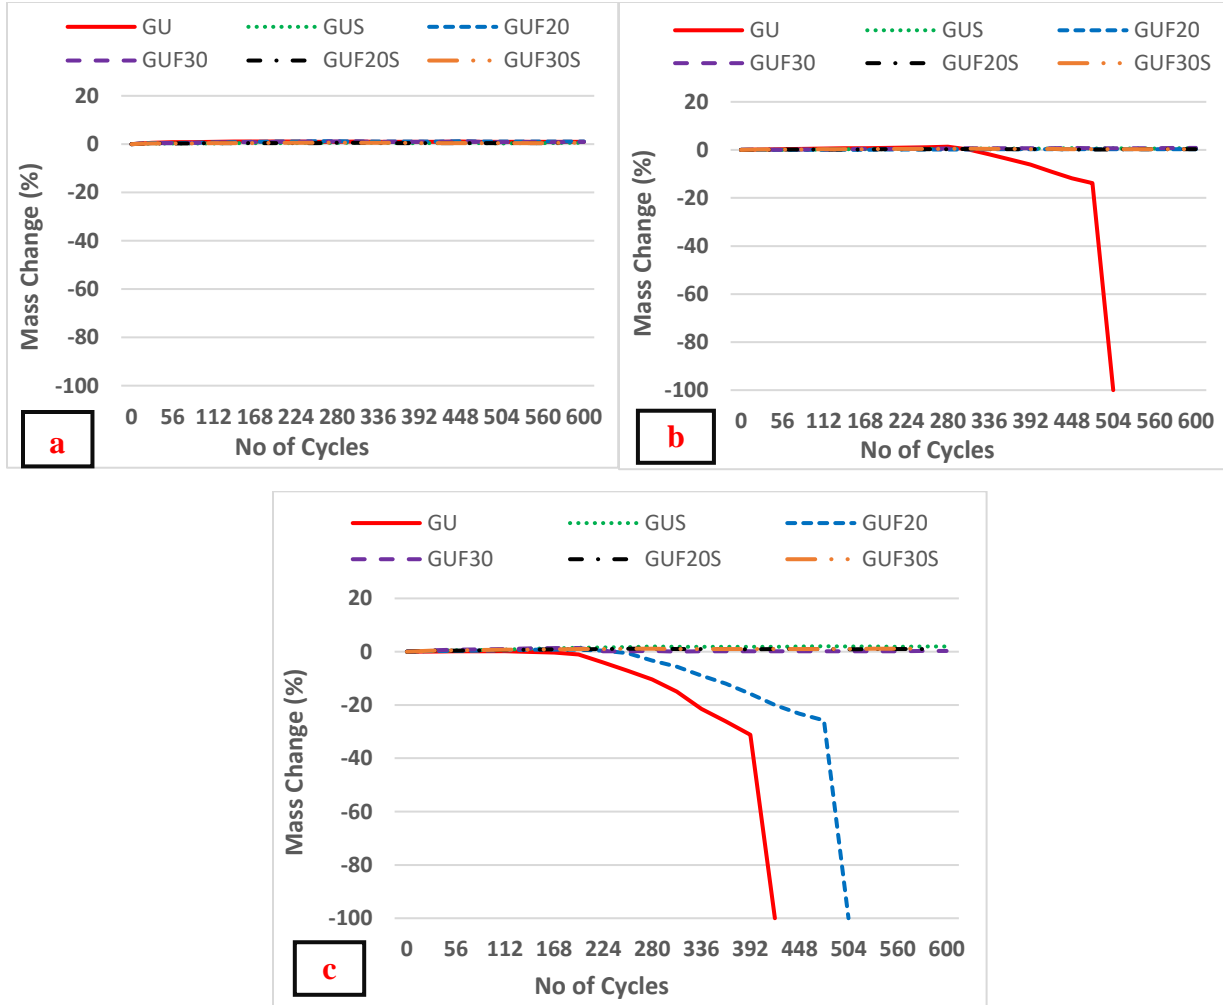 GU GUS GUF20
GUF30 GUF20S GUF30S
20
0
-20
-40
-60
-80
-100
Mass Change (%)
0 56 112 168 224 280 336 392 448 504 560 600
No of Cycles
a
GU GUS GUF20
GUF30 GUF20S GUF30S
20
0
-20
-40
-60
-80
-100
Mass Change (%)
0 56 112 168 224 280 336 392 448 504 560 600
No of Cycles
b
GU GUS GUF20
GUF30 GUF20S GUF30S
20
0
-20
-40
-60
-80
-100
Mass Change (%)
0 56 112 168 224 280 336 392 448 504 560 600
No of Cycles
c